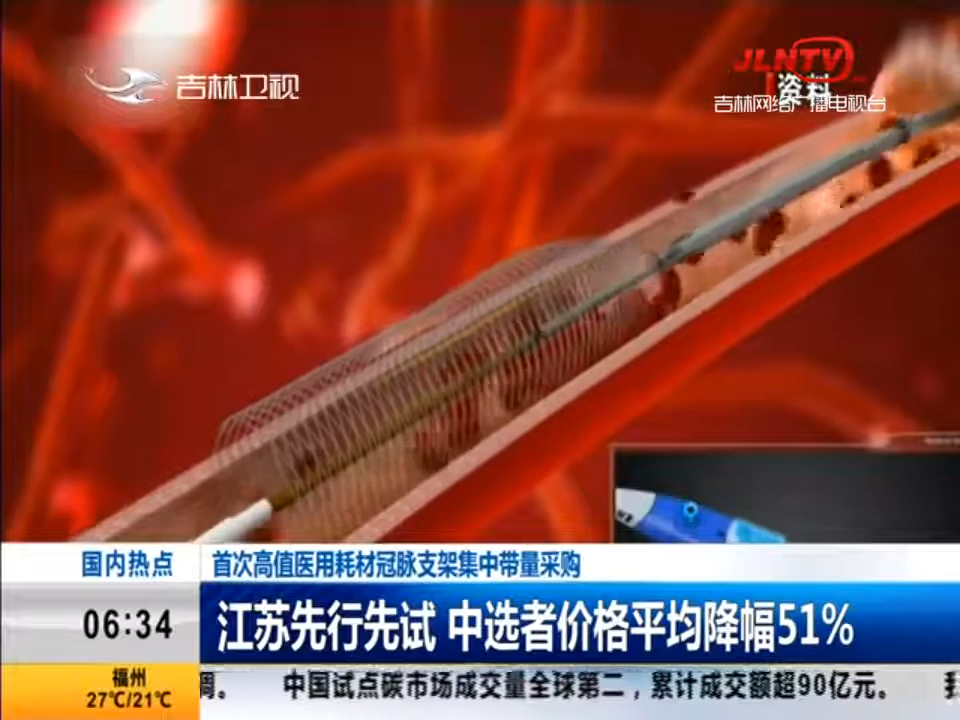 吉林卫视
JLNTV
资料
吉林网络广播电视台
国内热点
首次高值医用耗材冠脉支架集中带量采购
06:34
江苏先行先试 中选者价格平均降幅51%
福州
27℃/21℃
调。 中国试点碳市场成交量全球第二，累计成交额超90亿元。